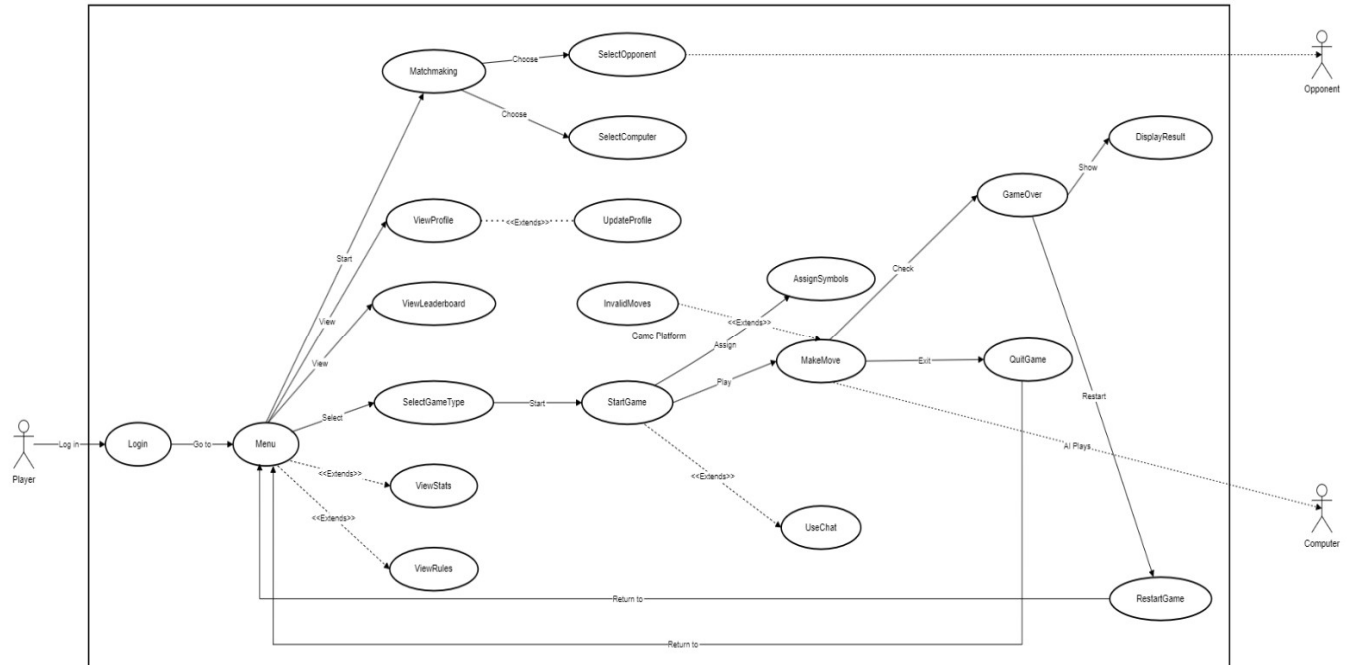 SelectOpponent
Choose
Matchmaking
Opponent
Choose
SelectComputer
DisplayResult
Show
GameOver
ViewProfile
<<Extends>>
UpdateProfile
Start
Check
AssignSymbols
ViewLeaderboard
InvalidMoves
<<Extends>>
View
Game Platform
Assign
MakeMove
Exit
QuitGame
View
Play
Restart
SelectGameType
Start
StartGame
Select
Player
Log in
Login
Go to
Menu
AI Plays
<<Extends>>
<<Extends>>
ViewStats
<<Extends>>
UseChat
Computer
ViewRules
Return to
RestartGame
Return to